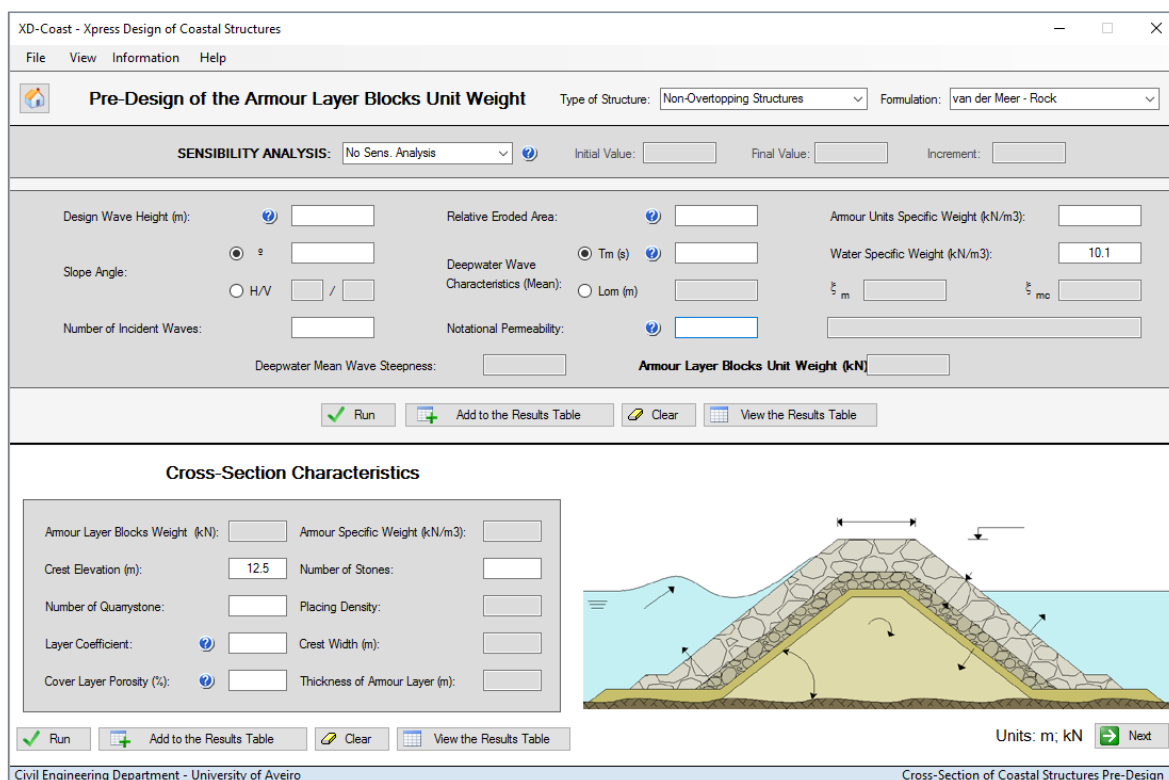 XD-Coast - Xpress Design of Coastal Structures
File View Information Help
Pre-Design of the Armour Layer Blocks Unit Weight Type of Structure: Non-Overtopping Structures Formulation: van der Meer - Rock
SENSIBILITY ANALYSIS: No Sens. Analysis ? Initial Value: Final Value: Increment:
Design Wave Height (m): ? Relative Eroded Area: ? Armour Units Specific Weight (kN/m3):
º Tm (s) ? Water Specific Weight (kN/m3): 10.1
Slope Angle: Deepwater Wave Characteristics (Mean):
H/V / Lom (m) ξ m ξ mc
Number of Incident Waves: Notational Permeability: ?
Deepwater Mean Wave Steepness: Armour Layer Blocks Unit Weight (kN)
Run Add to the Results Table Clear View the Results Table
Cross-Section Characteristics
Armour Layer Blocks Weight (kN): Armour Specific Weight (kN/m3):
Crest Elevation (m): 12.5 Number of Stones:
Number of Quarrystone: Placing Density:
Layer Coefficient: ? Crest Width (m):
Cover Layer Porosity (%): ? Thickness of Armour Layer (m):
Run Add to the Results Table Clear View the Results Table Units: m; kN Next
Civil Engineering Department - University of Aveiro Cross-Section of Coastal Structures Pre-Design